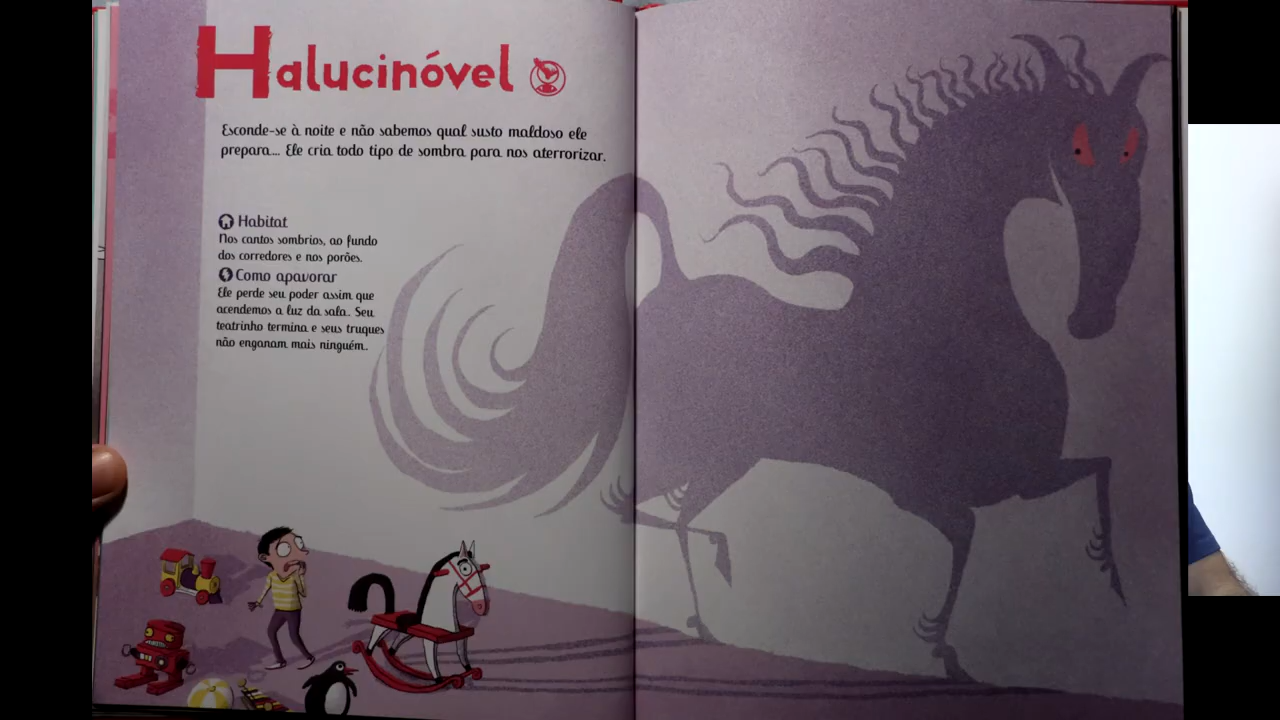 Halucinóvel
Esconde-se à noite e não sabemos qual susto maldoso ele
prepara... Ele cria todo tipo de sombra para nos aterrorizar.
Habitat
Nos cantos sombrios, ao fundo
dos corredores e nos porões.
Como apavorar
Ele perde seu poder assim que
acendemos a luz da sala. Seu
teatrinho termina e seus truques
não enganam mais ninguém.